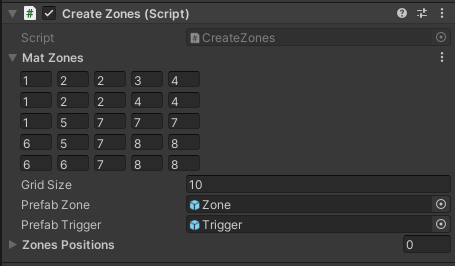 Create Zones (Script)
Script CreateZones
Mat Zones
1 2 2 3 4
1 2 2 4 4
1 5 7 7 7
6 5 7 8 8
6 6 7 8 8
Grid Size 10
Prefab Zone Zone
Prefab Trigger Trigger
Zones Positions 0